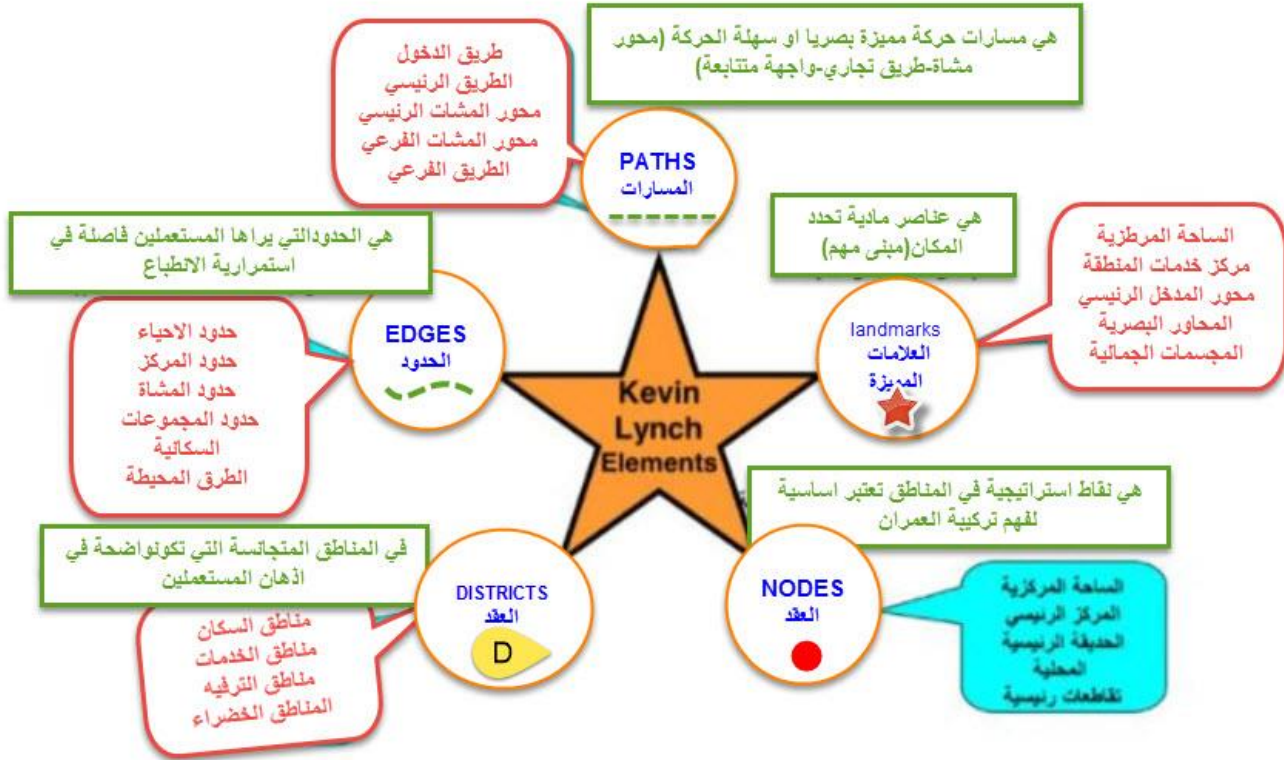 هي مسارات حركة مميزة بصريا او سهلة الحركة (محور
مشاة-طريق تجاري-واجهة متتابعة)
طريق الدخول
الطريق الرئيسي
محور المشات الرئيسي
محور المشات الفرعي
الطريق الفرعي
PATHS
المسارات
هي عناصر مادية تحدد
المكان(مبنى مهم)
الساحة المرطزية
مركز خدمات المنطقة
محور المدخل الرئيسي
المحاور البصرية
المجسمات الجمالية
landmarks
العلامات
المميزة
هي الحدودالتي يراها المستعملين فاصلة في
استمرارية الانطباع
EDGES
الحدود
حدود الاحياء
حدود المركز
حدود المشاة
حدود المجموعات
السكانية
الطرق المحيطة
Kevin
Lynch
Elements
هي نقاط استراتيجية في المناطق تعتبر اساسية
لفهم تركيبة العمران
NODES
العقد
الساحة المركزية
المركز الرئيسي
الحديقة الرئيسية
المحلية
تقاطعات رئيسية
في المناطق المتجانسة التي تكونواضحة في
اذهان المستعملين
DISTRICTS
العقد
D
مناطق السكان
مناطق الخدمات
مناطق الترفيه
المناطق الخضراء